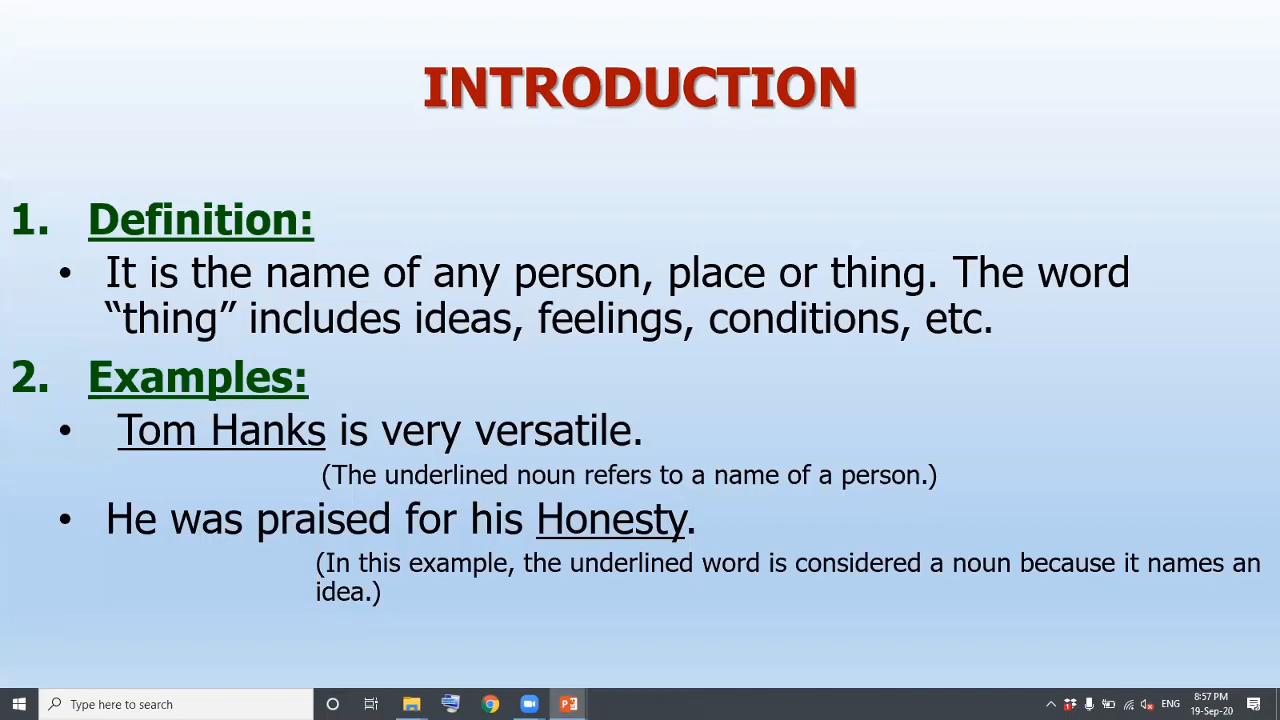 INTRODUCTION
1. Definition:
• It is the name of any person, place or thing. The word
“thing” includes ideas, feelings, conditions, etc.
2. Examples:
• Tom Hanks is very versatile.
(The underlined noun refers to a name of a person.)
• He was praised for his Honesty.
(In this example, the underlined word is considered a noun because it names an
idea.)
Type here to search
ENG
8:57 PM
19-Sep-20